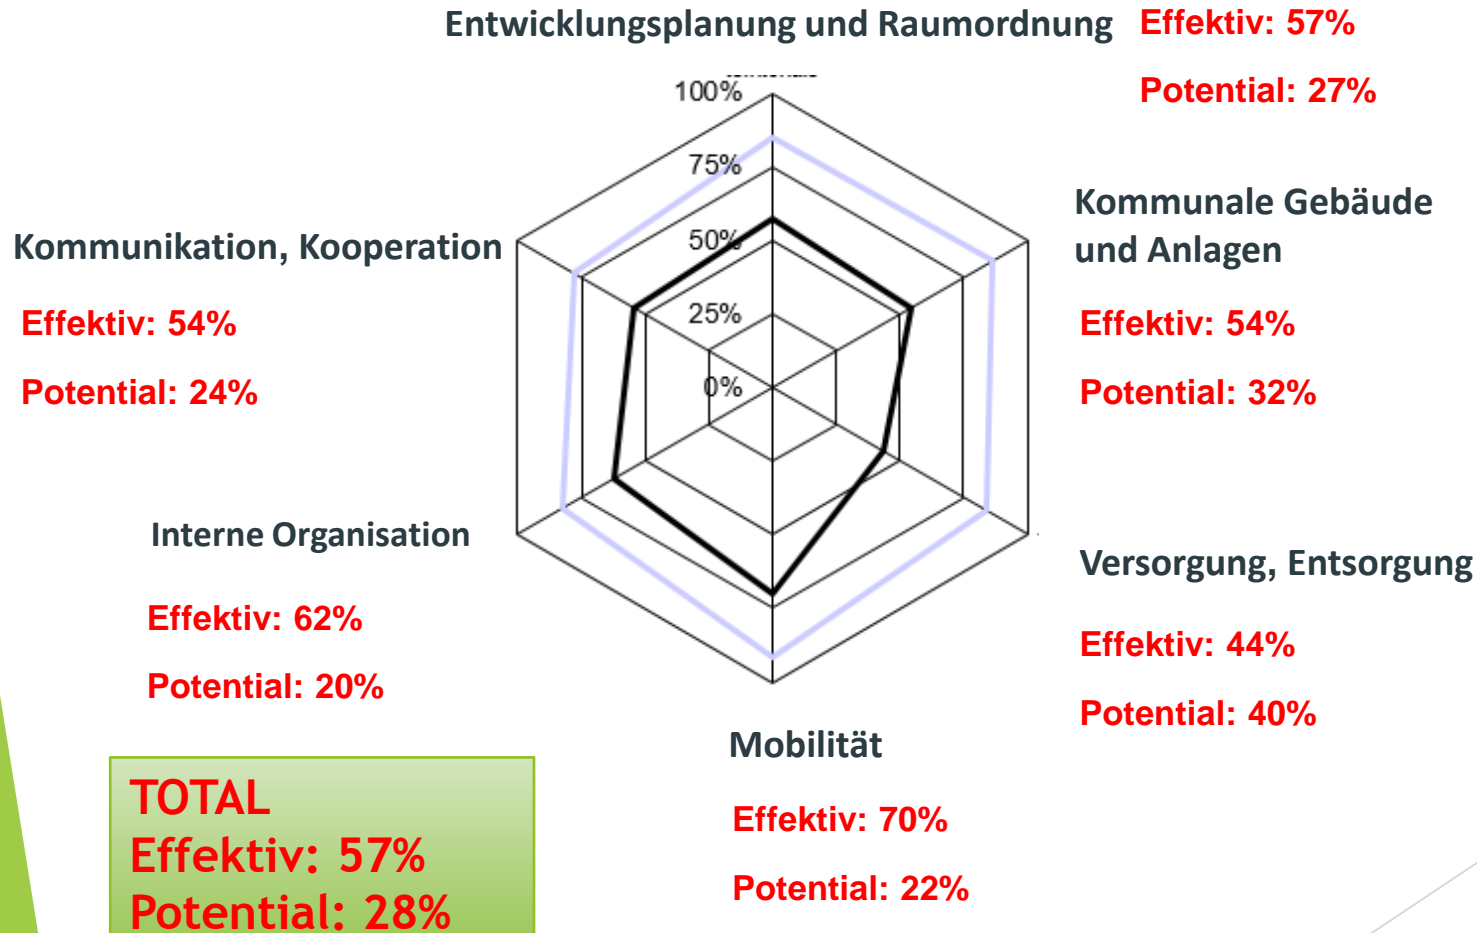 Entwicklungsplanung und Raumordnung
Effektiv: 57%
Potential: 27%
100%
75%
50%
25%
0%
Kommunale Gebäude
und Anlagen
Effektiv: 54%
Potential: 32%
Kommunikation, Kooperation
Effektiv: 54%
Potential: 24%
Interne Organisation
Effektiv: 62%
Potential: 20%
Versorgung, Entsorgung
Effektiv: 44%
Potential: 40%
Mobilität
Effektiv: 70%
Potential: 22%
TOTAL
Effektiv: 57%
Potential: 28%